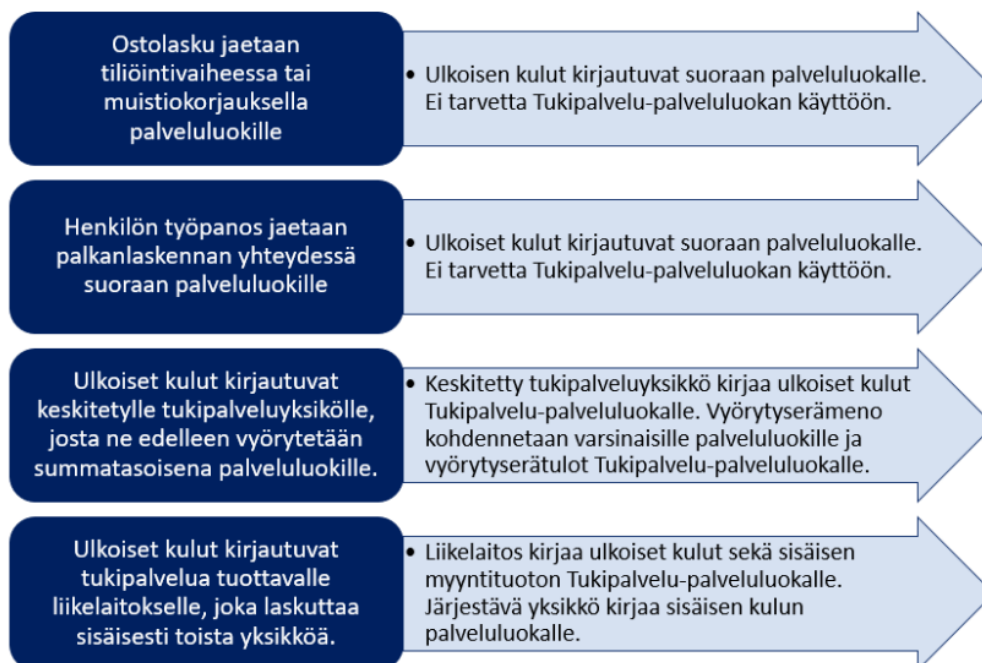 Ostolasku jaetaan
tiliöintivaiheessa tai
muistiokorjauksella
palveluluokille
• Ulkoisen kulut kirjautuvat suoraan palveluluokalle.
Ei tarvetta Tukipalvelu-palveluluokan käyttöön.
Henkilön työpanos jaetaan
palkanlaskennan yhteydessä
suoraan palveluluokille
• Ulkoiset kulut kirjautuvat suoraan palveluluokalle.
Ei tarvetta Tukipalvelu-palveluluokan käyttöön.
Ulkoiset kulut kirjautuvat
keskitetylle tukipalveluyksikölle,
josta ne edelleen vyörytetään
summatasoisena palveluluokille.
• Keskitetty tukipalveluyksikkö kirjaa ulkoiset kulut
Tukipalvelu-palveluluokalle. Vyörytyserämeno
kohdennetaan varsinaisille palveluluokille ja
vyörytyserätulot Tukipalvelu-palveluluokalle.
Ulkoiset kulut kirjautuvat
tukipalvelua tuottavalle
liikelaitokselle, joka laskuttaa
sisäisesti toista yksikköä.
• Liikelaitos kirjaa ulkoiset kulut sekä sisäisen
myyntituoton Tukipalvelu-palveluluokalle.
Järjestävä yksikkö kirjaa sisäisen kulun
palveluluokalle.